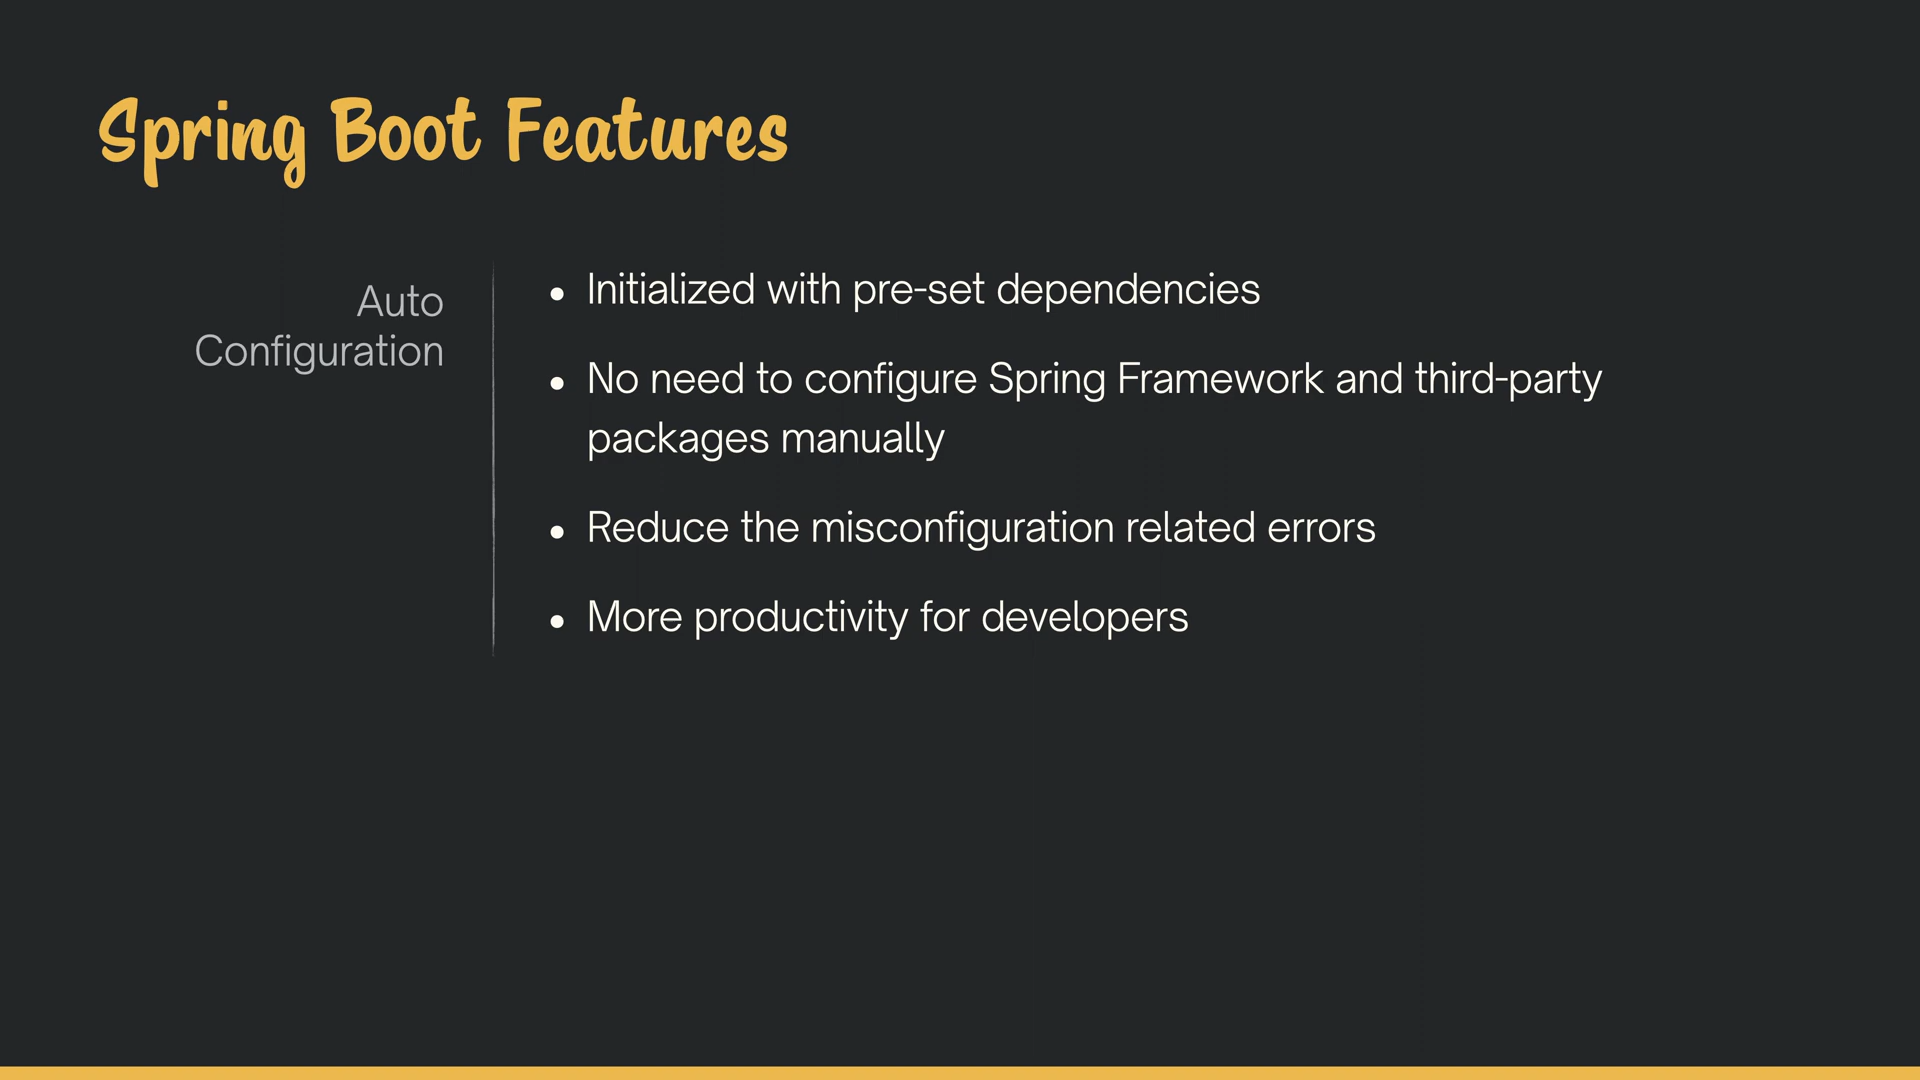 Spring Boot Features
Auto
Configuration
• Initialized with pre-set dependencies
• No need to configure Spring Framework and third-party
packages manually
• Reduce the misconfiguration related errors
• More productivity for developers